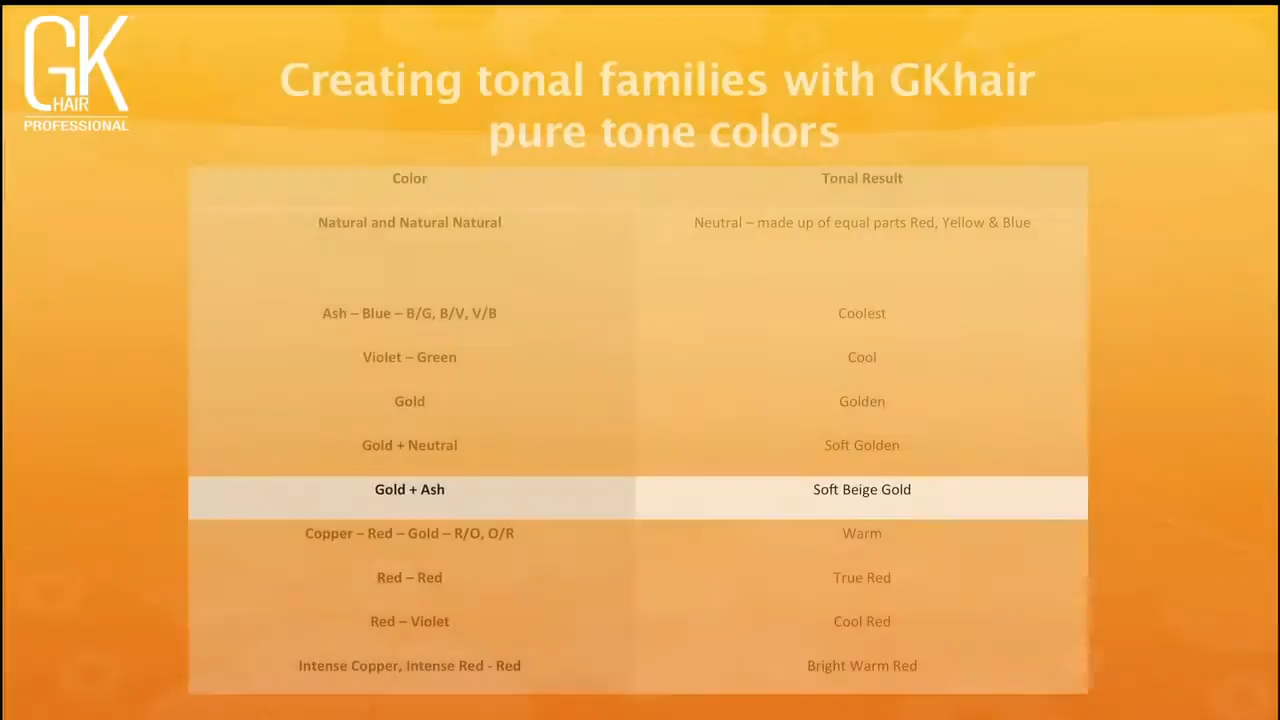 GK
HAIR
PROFESSIONAL
Creating tonal families with GKhair
pure tone colors
Color Tonal Result
Natural and Natural Natural Neutral – made up of equal parts Red, Yellow & Blue
Ash – Blue – B/G, B/V, V/B Coolest
Violet – Green Cool
Gold Golden
Gold + Neutral Soft Golden
Gold + Ash Soft Beige Gold
Copper – Red – Gold – R/O, O/R Warm
Red – Red True Red
Red – Violet Cool Red
Intense Copper, Intense Red - Red Bright Warm Red